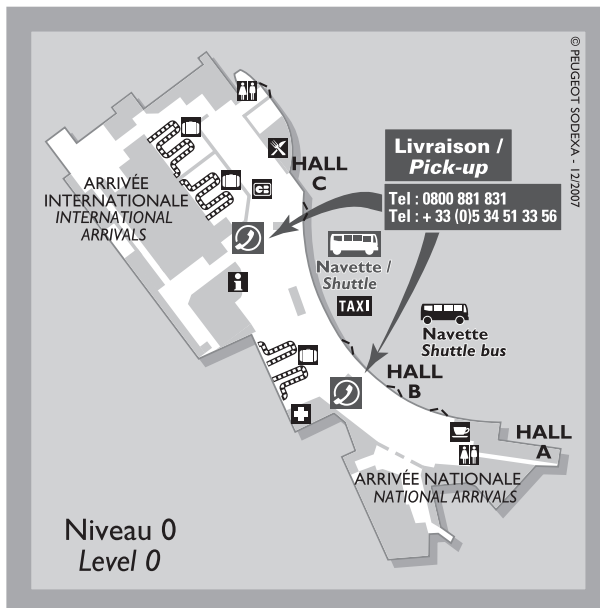 © PEUGEOT SODEXA - 12/2007
HALL
C
Livraison /
Pick-up
Tel : 0800 881 831
Tel : + 33 (0)5 34 51 33 56
ARRIVÉE
INTERNATIONALE
INTERNATIONAL
ARRIVALS
Navette /
Shuttle
TAXI
i
Navette
Shuttle bus
HALL
B
HALL
A
ARRIVÉE NATIONALE
NATIONAL ARRIVALS
Niveau 0
Level 0